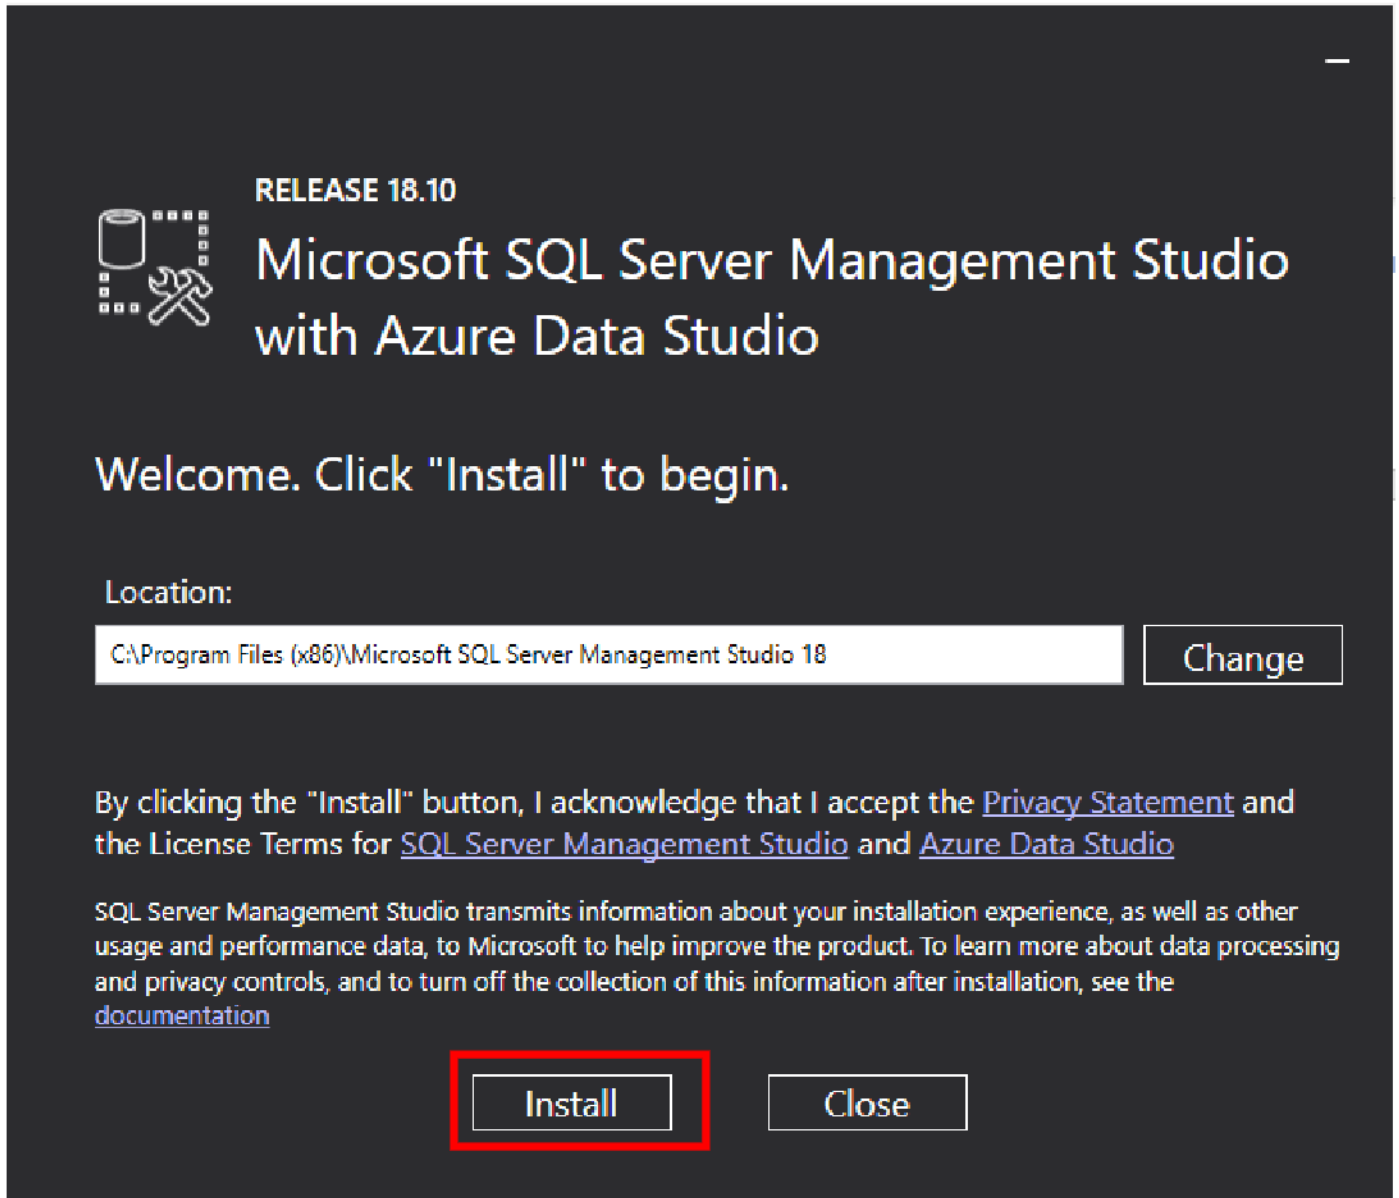 RELEASE 18.10
Microsoft SQL Server Management Studio
with Azure Data Studio
Welcome. Click "Install" to begin.
Location:
C:\Program Files (x86)\Microsoft SQL Server Management Studio 18
Change
By clicking the "Install" button, I acknowledge that I accept the Privacy Statement and
the License Terms for SQL Server Management Studio and Azure Data Studio
SQL Server Management Studio transmits information about your installation experience, as well as other
usage and performance data, to Microsoft to help improve the product. To learn more about data processing
and privacy controls, and to turn off the collection of this information after installation, see the
documentation
Install
Close